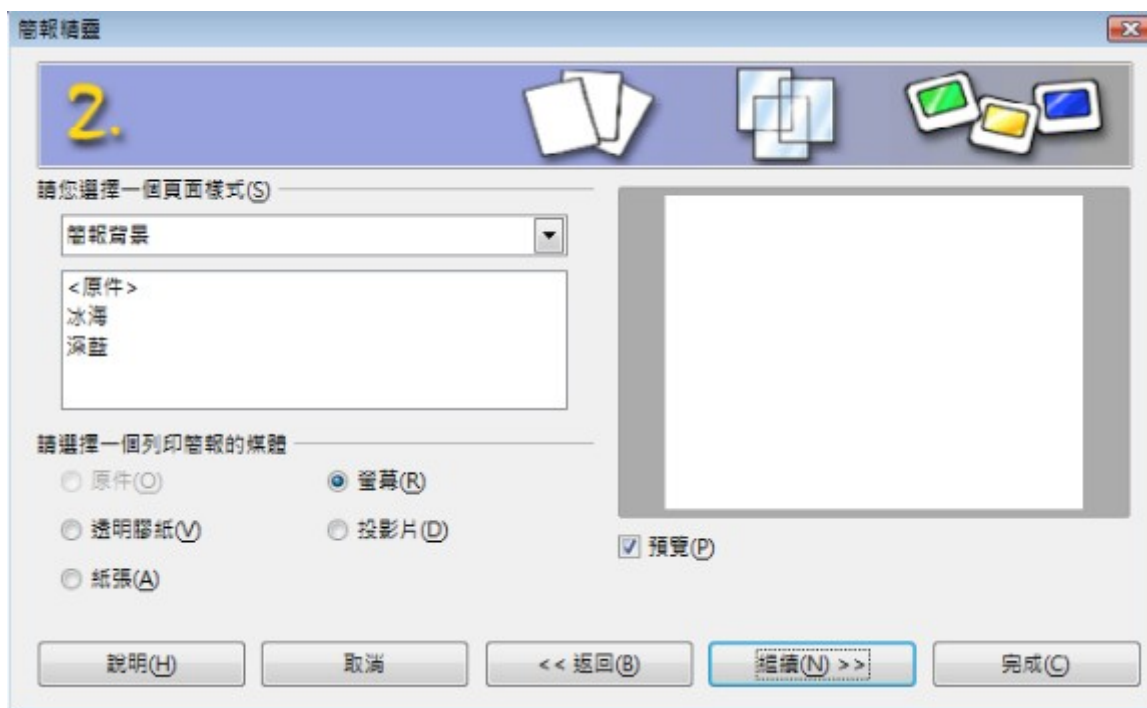 簡報精靈
2.
請您選擇一個頁面樣式(S)
簡報背景
<原件>
冰海
深藍
請選擇一個列印簡報的媒體
原件(O)
螢幕(R)
透明膠紙(V)
投影片(D)
紙張(A)
預覽(P)
說明(H)
取消
<< 返回(B)
繼續(N) >>
完成(C)